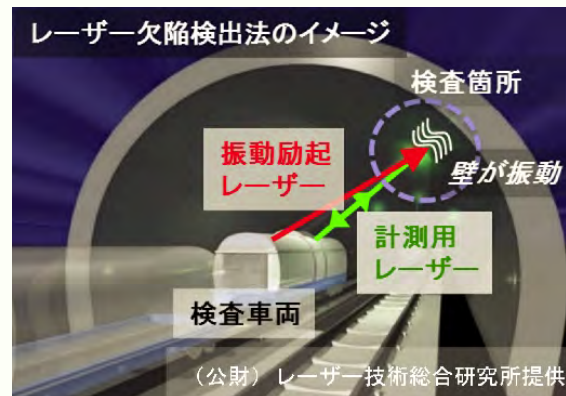 レーザー欠陥検出法のイメージ
検査箇所
振動励起
レーザー
壁が振動
計測用
レーザー
検査車両
（公財）レーザー技術総合研究所提供